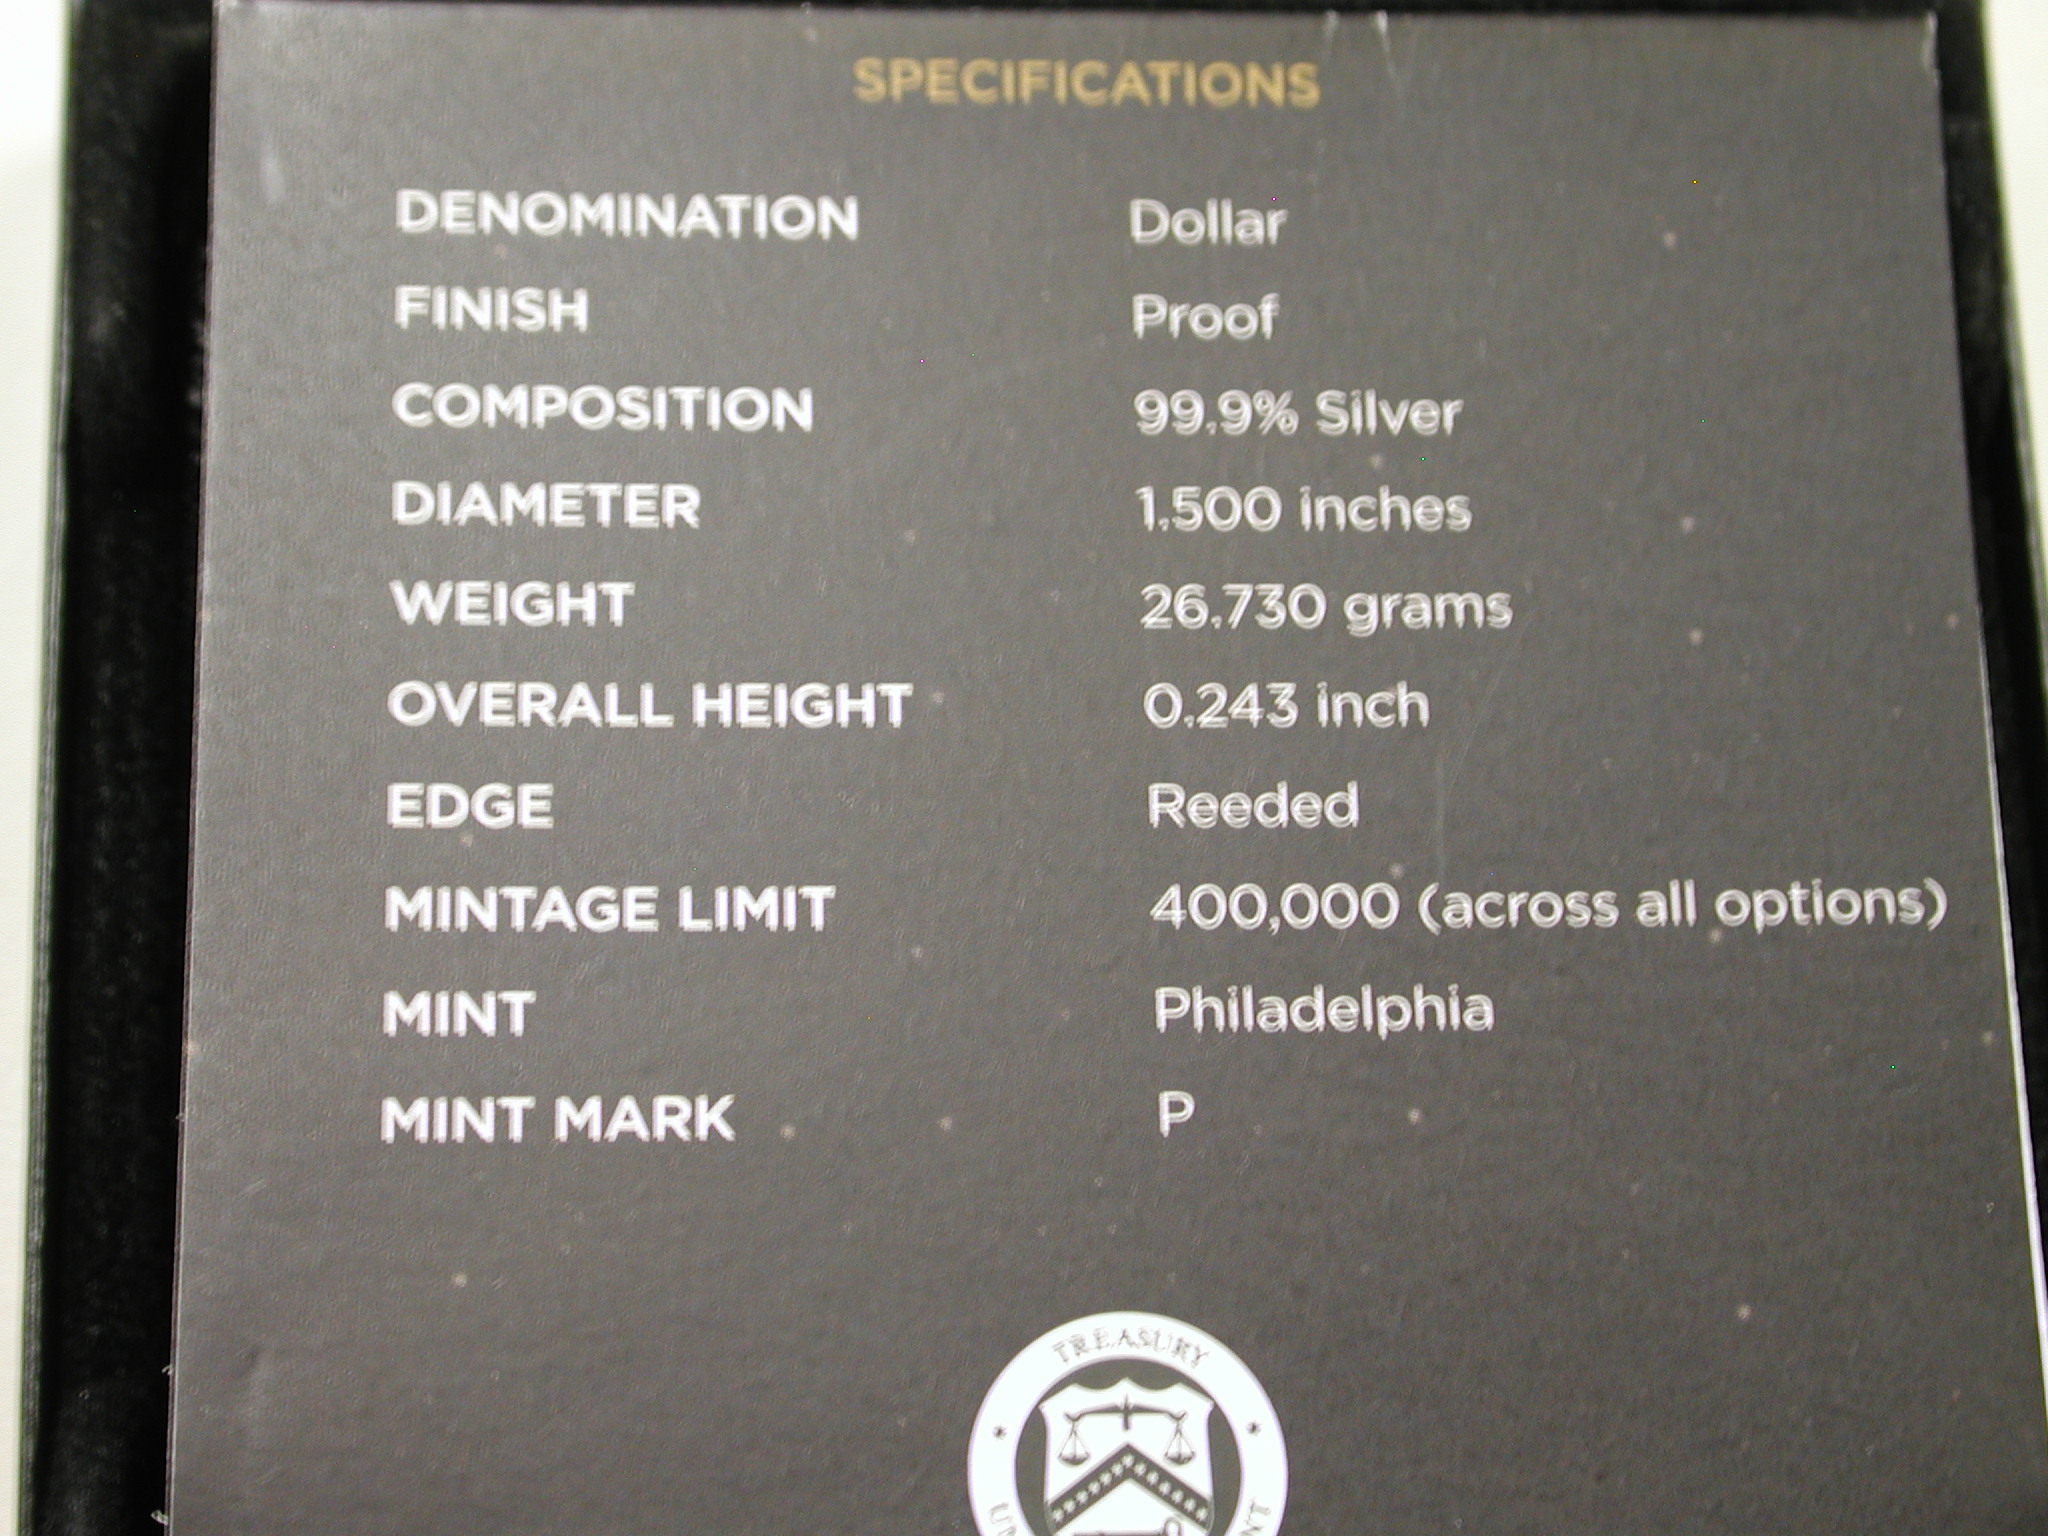 SPECIFICATIONS
DENOMINATION Dollar
FINISH Proof
COMPOSITION 99.9% Silver
DIAMETER 1.500 inches
WEIGHT 26.730 grams
OVERALL HEIGHT 0.243 inch
EDGE Reeded
MINTAGE LIMIT 400,000 (across all options)
MINT Philadelphia
MINT MARK P
TREASURY